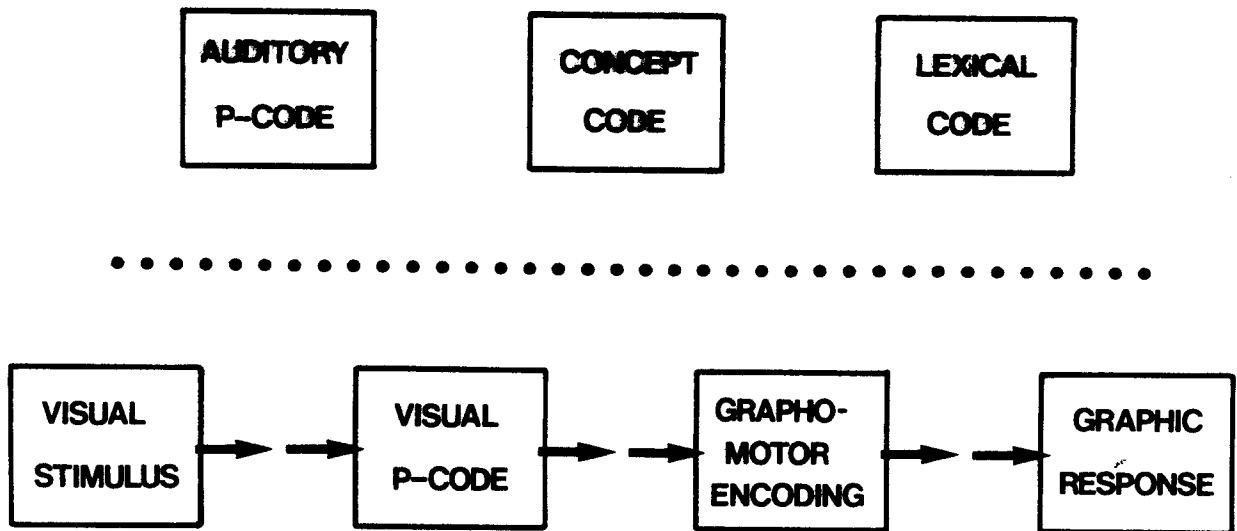 AUDITORY
P-CODE
CONCEPT
CODE
LEXICAL
CODE
VISUAL
STIMULUS
VISUAL
P-CODE
GRAPHO-
MOTOR
ENCODING
GRAPHIC
RESPONSE